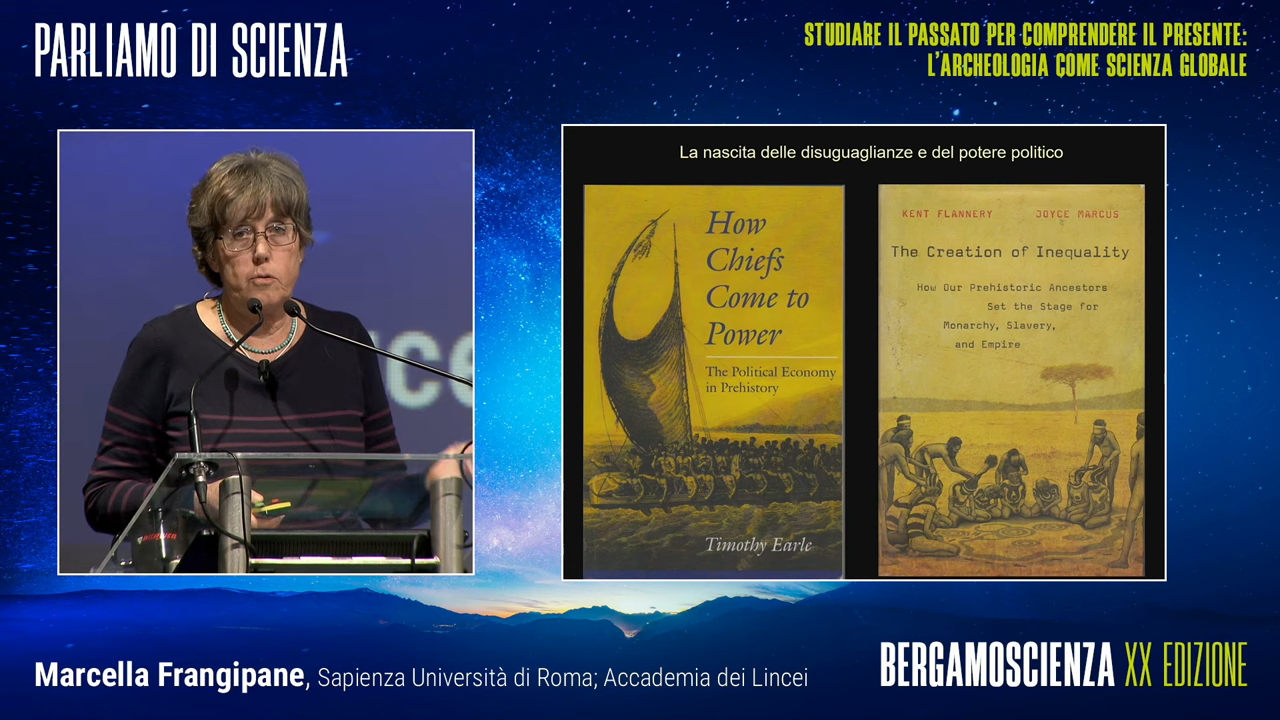 PARLIAMO DI SCIENZA
STUDIARE IL PASSATO PER COMPRENDERE IL PRESENTE:
L'ARCHEOLOGIA COME SCIENZA GLOBALE
La nascita delle disuguaglianze e del potere politico
How
Chiefs
Come to
Power
The Political Economy
in Prehistory
Timothy Earle
KENT FLANNERY JOYCE MARCUS
The Creation of Inequality
How Our Prehistoric Ancestors
Set the Stage for
Monarchy, Slavery,
and Empire
Marcella Frangipane, Sapienza Università di Roma; Accademia dei Lincei
BERGAMOSCIENZA XX EDIZIONE